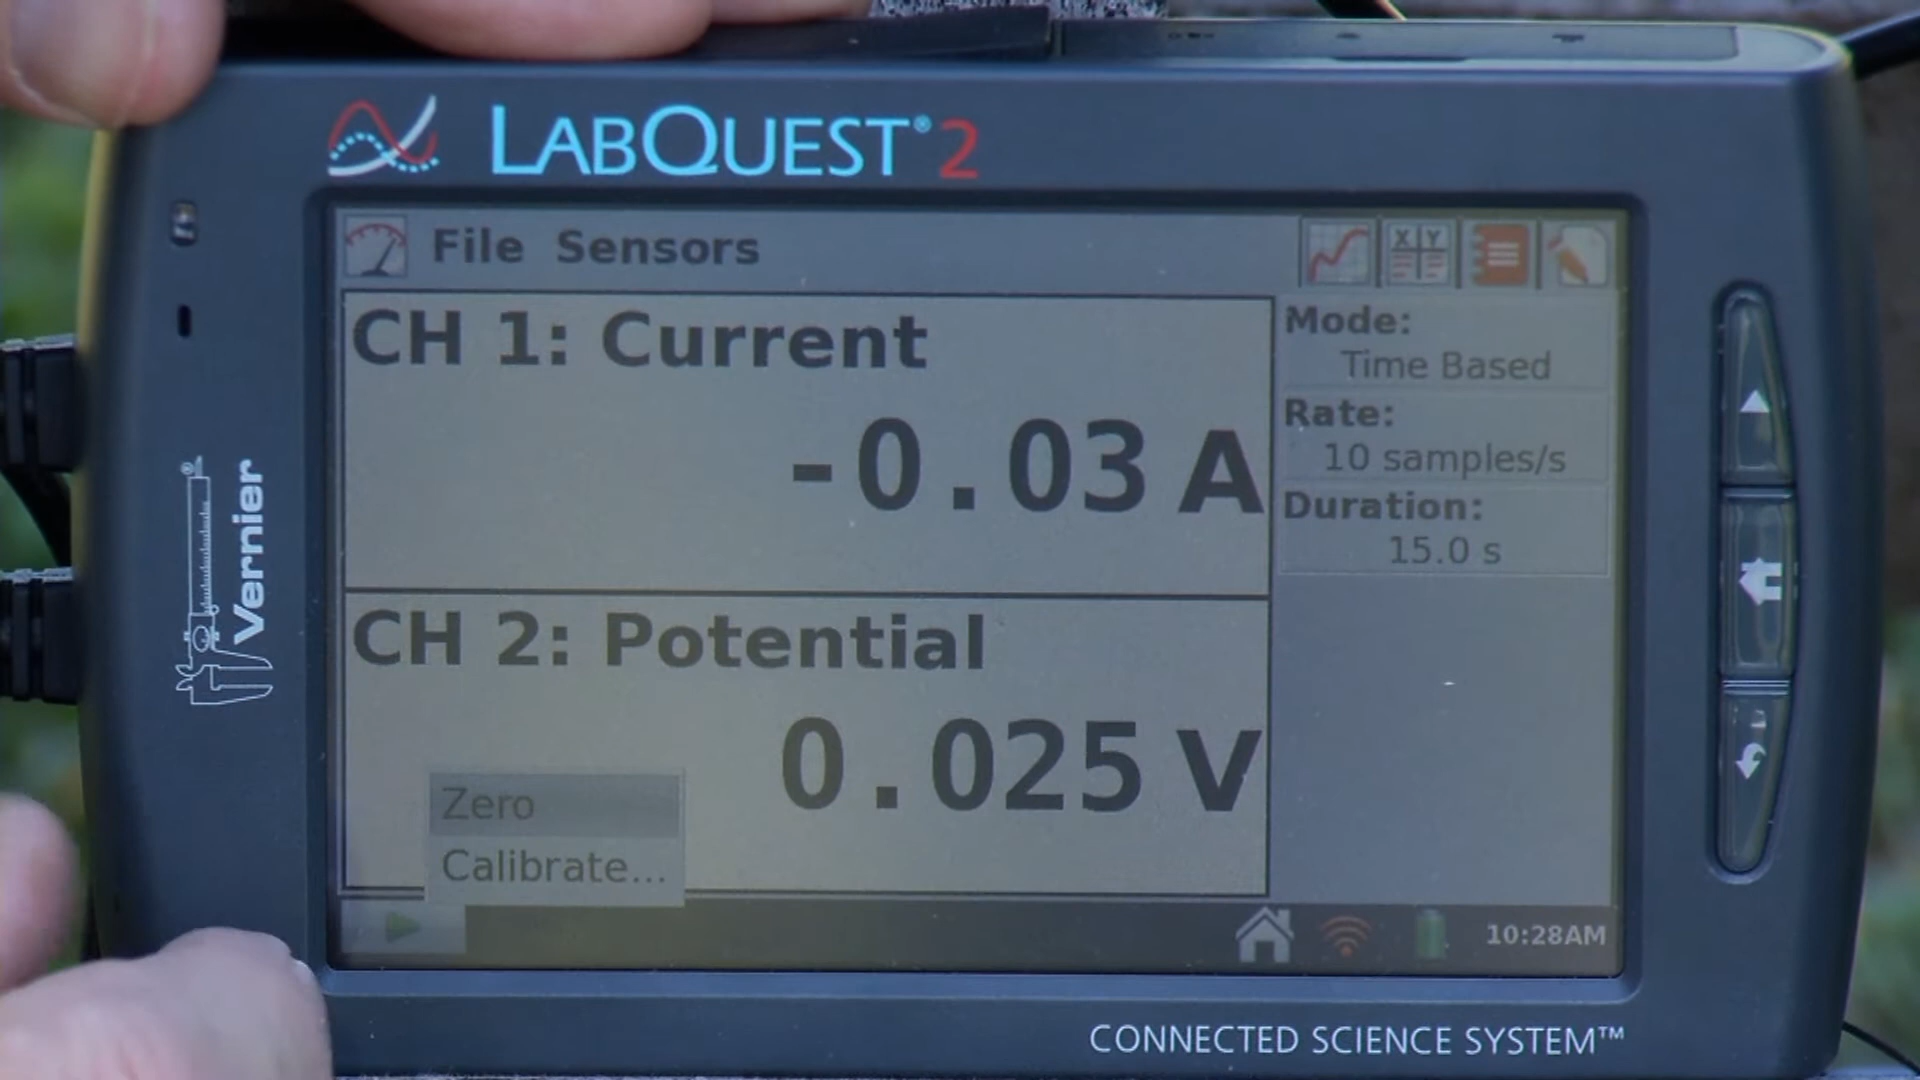 LABQUEST® 2
File Sensors
X Y
CH 1: Current
-0.03 A
CH 2: Potential
0.025 V
Zero
Calibrate...
Mode:
Time Based
Rate:
10 samples/s
Duration:
15.0 s
10:28AM
Vernier®
CONNECTED SCIENCE SYSTEM™